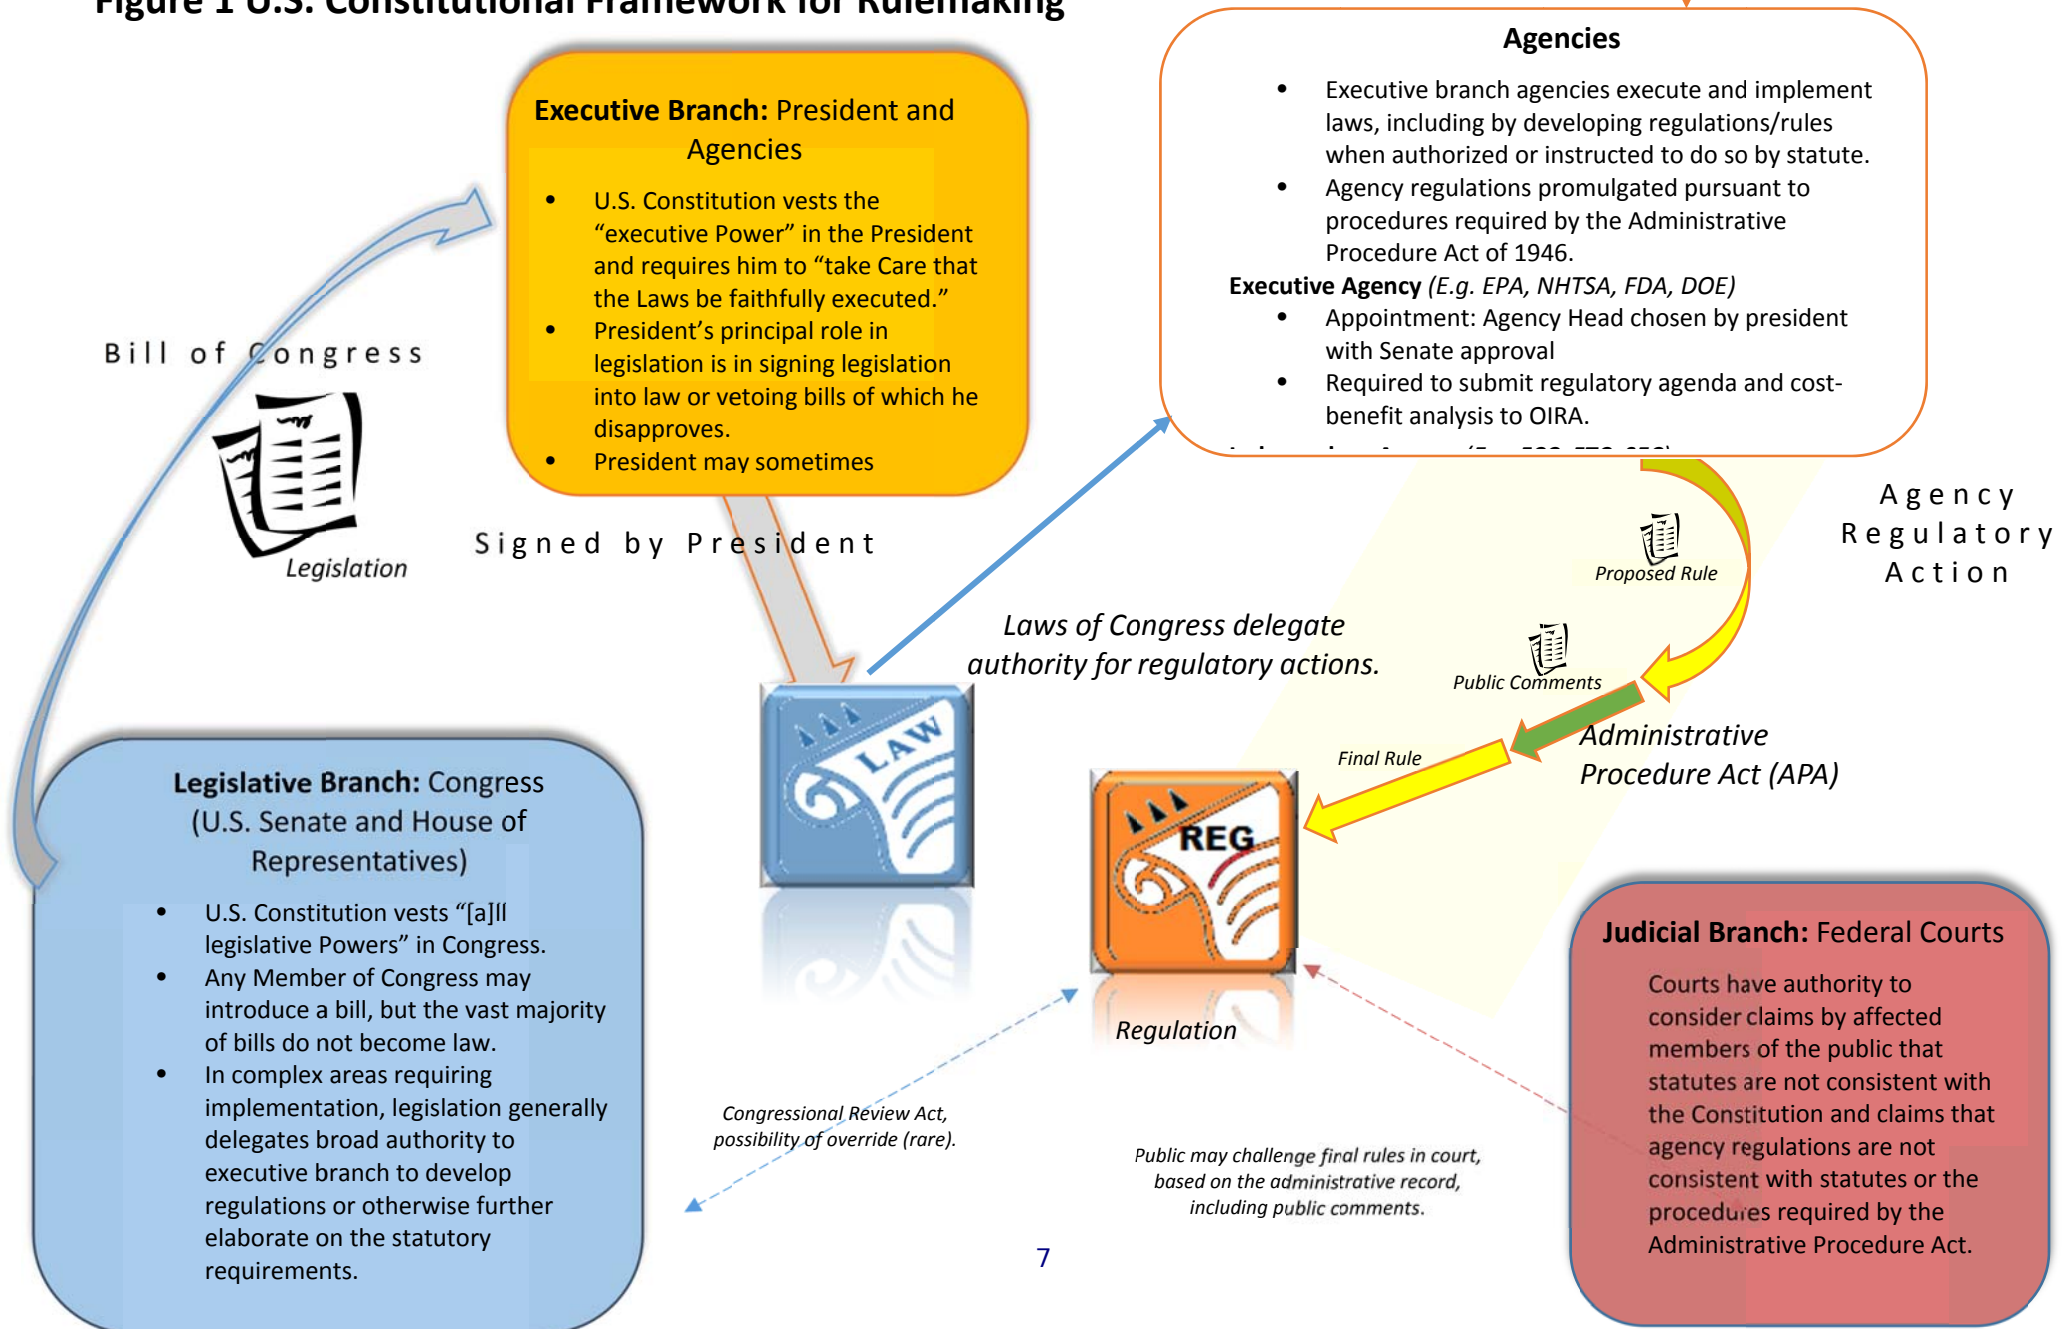 Figure 1 U.S. Constitutional Framework for Rulemaking
Executive Branch: President and
Agencies
• U.S. Constitution vests the
“executive Power” in the President
and requires him to “take Care that
the Laws be faithfully executed.”
• President’s principal role in
legislation is in signing legislation
into law or vetoing bills of which he
disapproves.
• President may sometimes
Agencies
• Executive branch agencies execute and implement
laws, including by developing regulations/rules
when authorized or instructed to do so by statute.
• Agency regulations promulgated pursuant to
procedures required by the Administrative
Procedure Act of 1946.
Executive Agency (E.g. EPA, NHTSA, FDA, DOE)
• Appointment: Agency Head chosen by president
with Senate approval
• Required to submit regulatory agenda and cost-
benefit analysis to OIRA.
Bill of Congress
Legislation
Signed by President
Agency
Regulatory
Action
Proposed Rule
Laws of Congress delegate
authority for regulatory actions.
Public Comments
Administrative
Procedure Act (APA)
Final Rule
LAW
REG
Regulation
Legislative Branch: Congress
(U.S. Senate and House of
Representatives)
• U.S. Constitution vests “[a]ll
legislative Powers” in Congress.
• Any Member of Congress may
introduce a bill, but the vast majority
of bills do not become law.
• In complex areas requiring
implementation, legislation generally
delegates broad authority to
executive branch to develop
regulations or otherwise further
elaborate on the statutory
requirements.
Congressional Review Act,
possibility of override (rare).
Public may challenge final rules in court,
based on the administrative record,
including public comments.
Judicial Branch: Federal Courts
Courts have authority to
consider claims by affected
members of the public that
statutes are not consistent with
the Constitution and claims that
agency regulations are not
consistent with statutes or the
procedures required by the
Administrative Procedure Act.
7